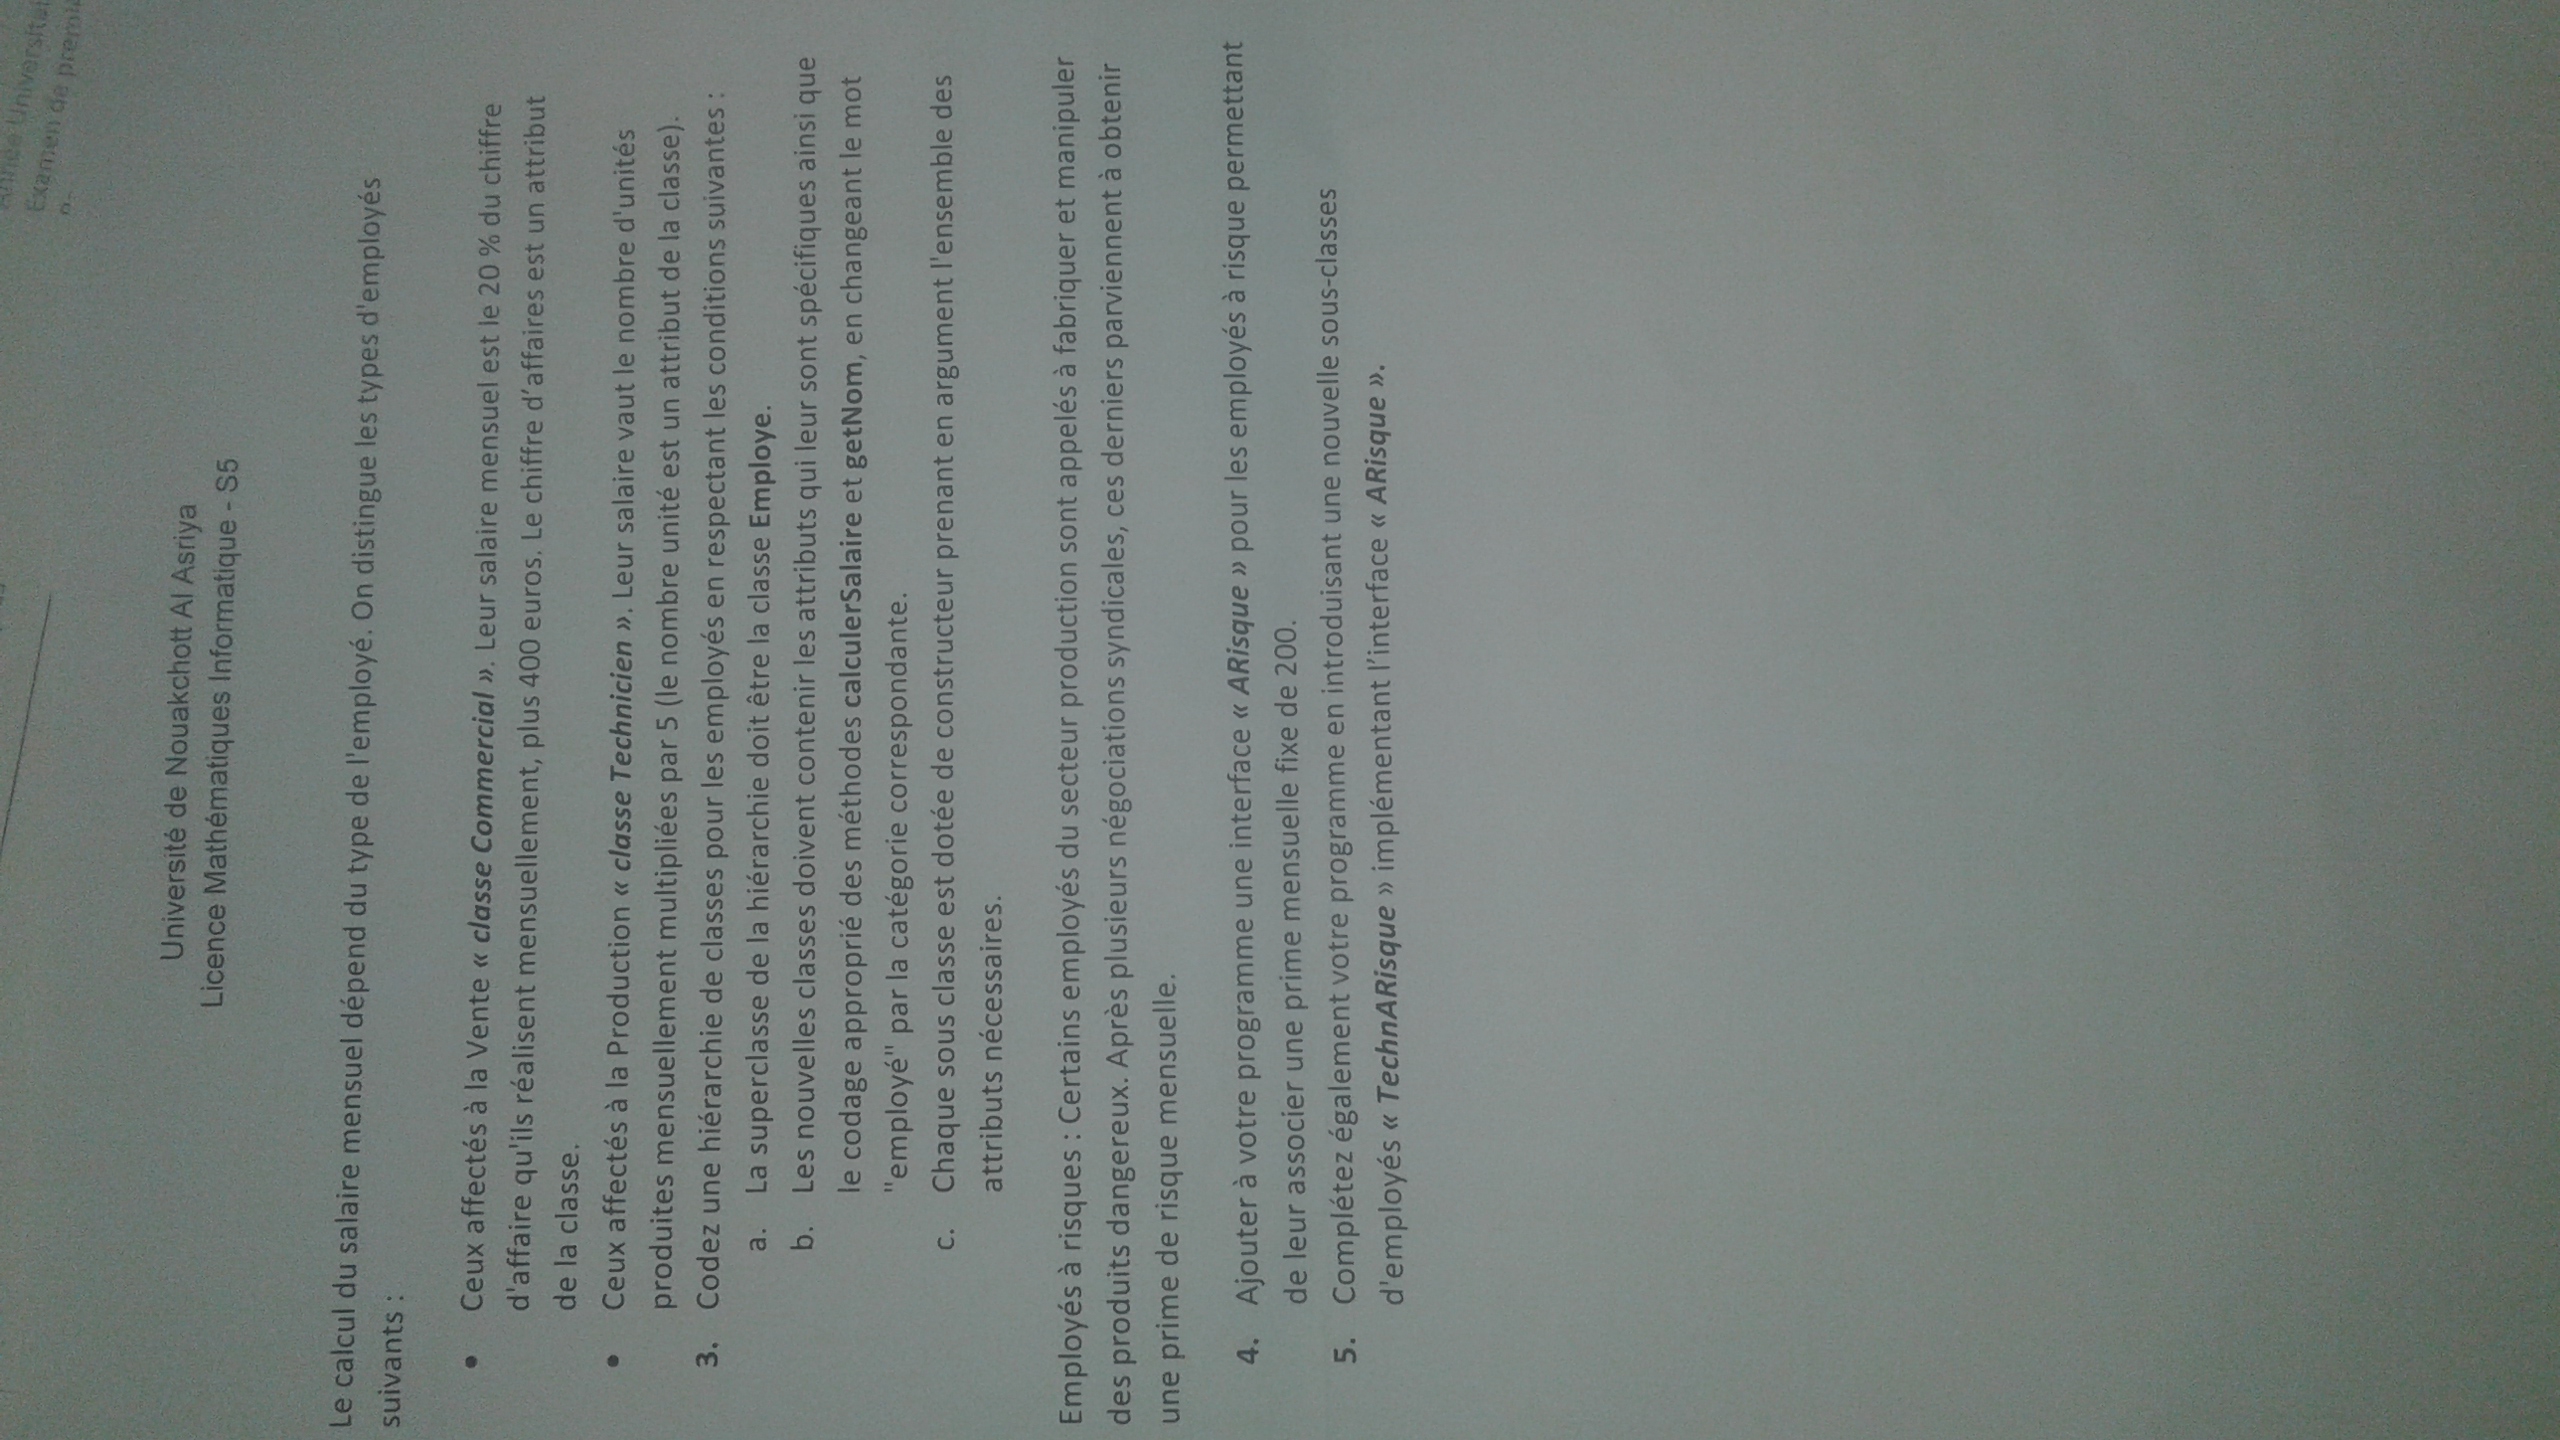 Année
Examen de
Université de Nouakchott Al Asriya
Licence Mathématiques Informatique - S5
Le calcul du salaire mensuel dépend du type de l'employé. On distingue les types d'employés
suivants :
• Ceux affectés à la Vente « classe Commercial ». Leur salaire mensuel est le 20 % du chiffre
d'affaire qu'ils réalisent mensuellement, plus 400 euros. Le chiffre d’affaires est un attribut
de la classe.
• Ceux affectés à la Production « classe Technicien ». Leur salaire vaut le nombre d'unités
produites mensuellement multipliées par 5 (le nombre unité est un attribut de la classe).
3. Codez une hiérarchie de classes pour les employés en respectant les conditions suivantes :
a. La superclasse de la hiérarchie doit être la classe Employe.
b. Les nouvelles classes doivent contenir les attributs qui leur sont spécifiques ainsi que
le codage approprié des méthodes calculerSalaire et getNom, en changeant le mot
"employé" par la catégorie correspondante.
c. Chaque sous classe est dotée de constructeur prenant en argument l'ensemble des
attributs nécessaires.
Employés à risques : Certains employés du secteur production sont appelés à fabriquer et manipuler
des produits dangereux. Après plusieurs négociations syndicales, ces derniers parviennent à obtenir
une prime de risque mensuelle.
4. Ajouter à votre programme une interface « ARisque » pour les employés à risque permettant
de leur associer une prime mensuelle fixe de 200.
5. Complétez également votre programme en introduisant une nouvelle sous-classes
d'employés « TechnARisque » implémentant l’interface « ARisque ».